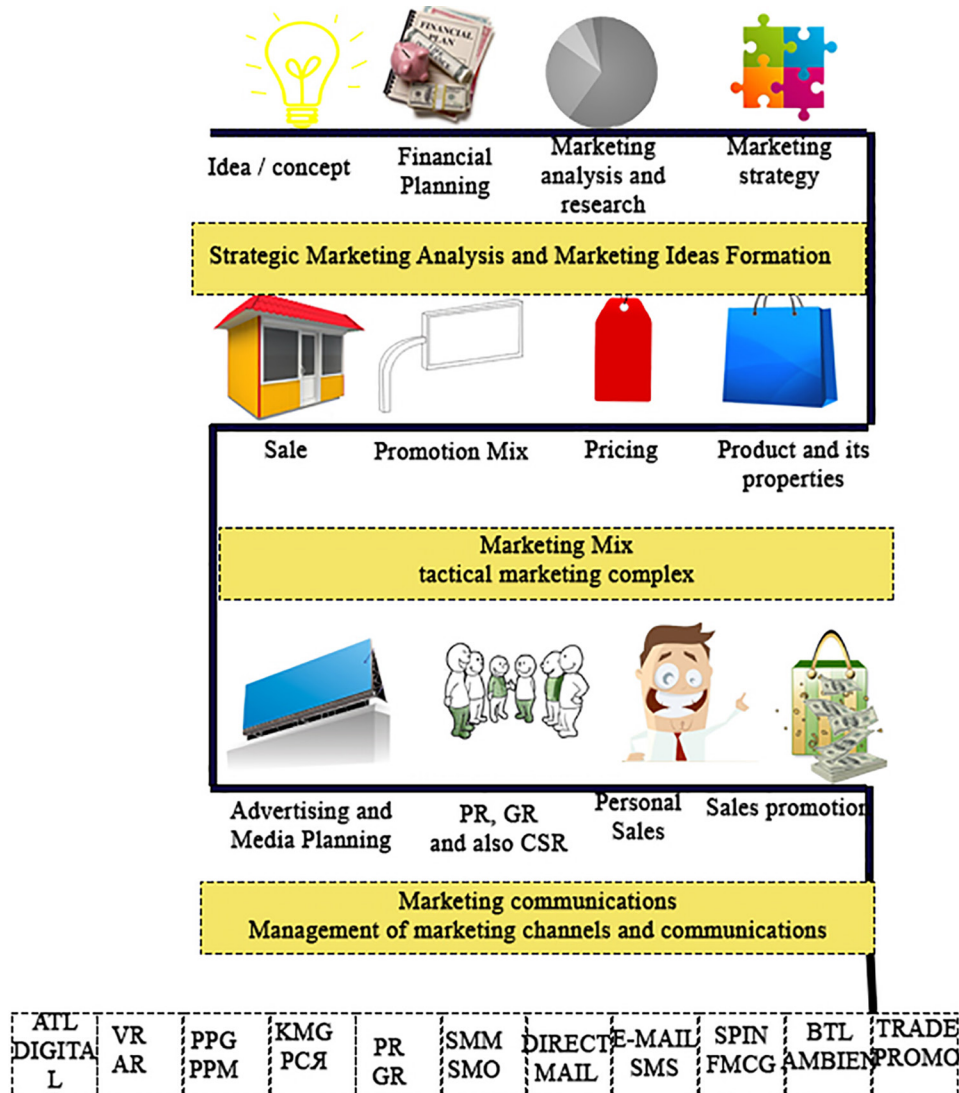 FINANCIAL
PLAN
Idea / concept
Financial
Planning
Marketing
analysis and
research
Marketing
strategy
Strategic Marketing Analysis and Marketing Ideas Formation
Sale
Promotion Mix
Pricing
Product and its
properties
Marketing Mix
tactical marketing complex
Advertising and
Media Planning
PR, GR
and also CSR
Personal
Sales
Sales promotion
Marketing communications
Management of marketing channels and communications
ATL
DIGITA
L
VR
AR
PPG
PPM
KMG
PCЯ
PR
GR
SMM
SMO
DIRECT
MAIL
E-MAIL
SMS
SPIN
FMCG
BTL
AMBIEN
TRADE
PROMO